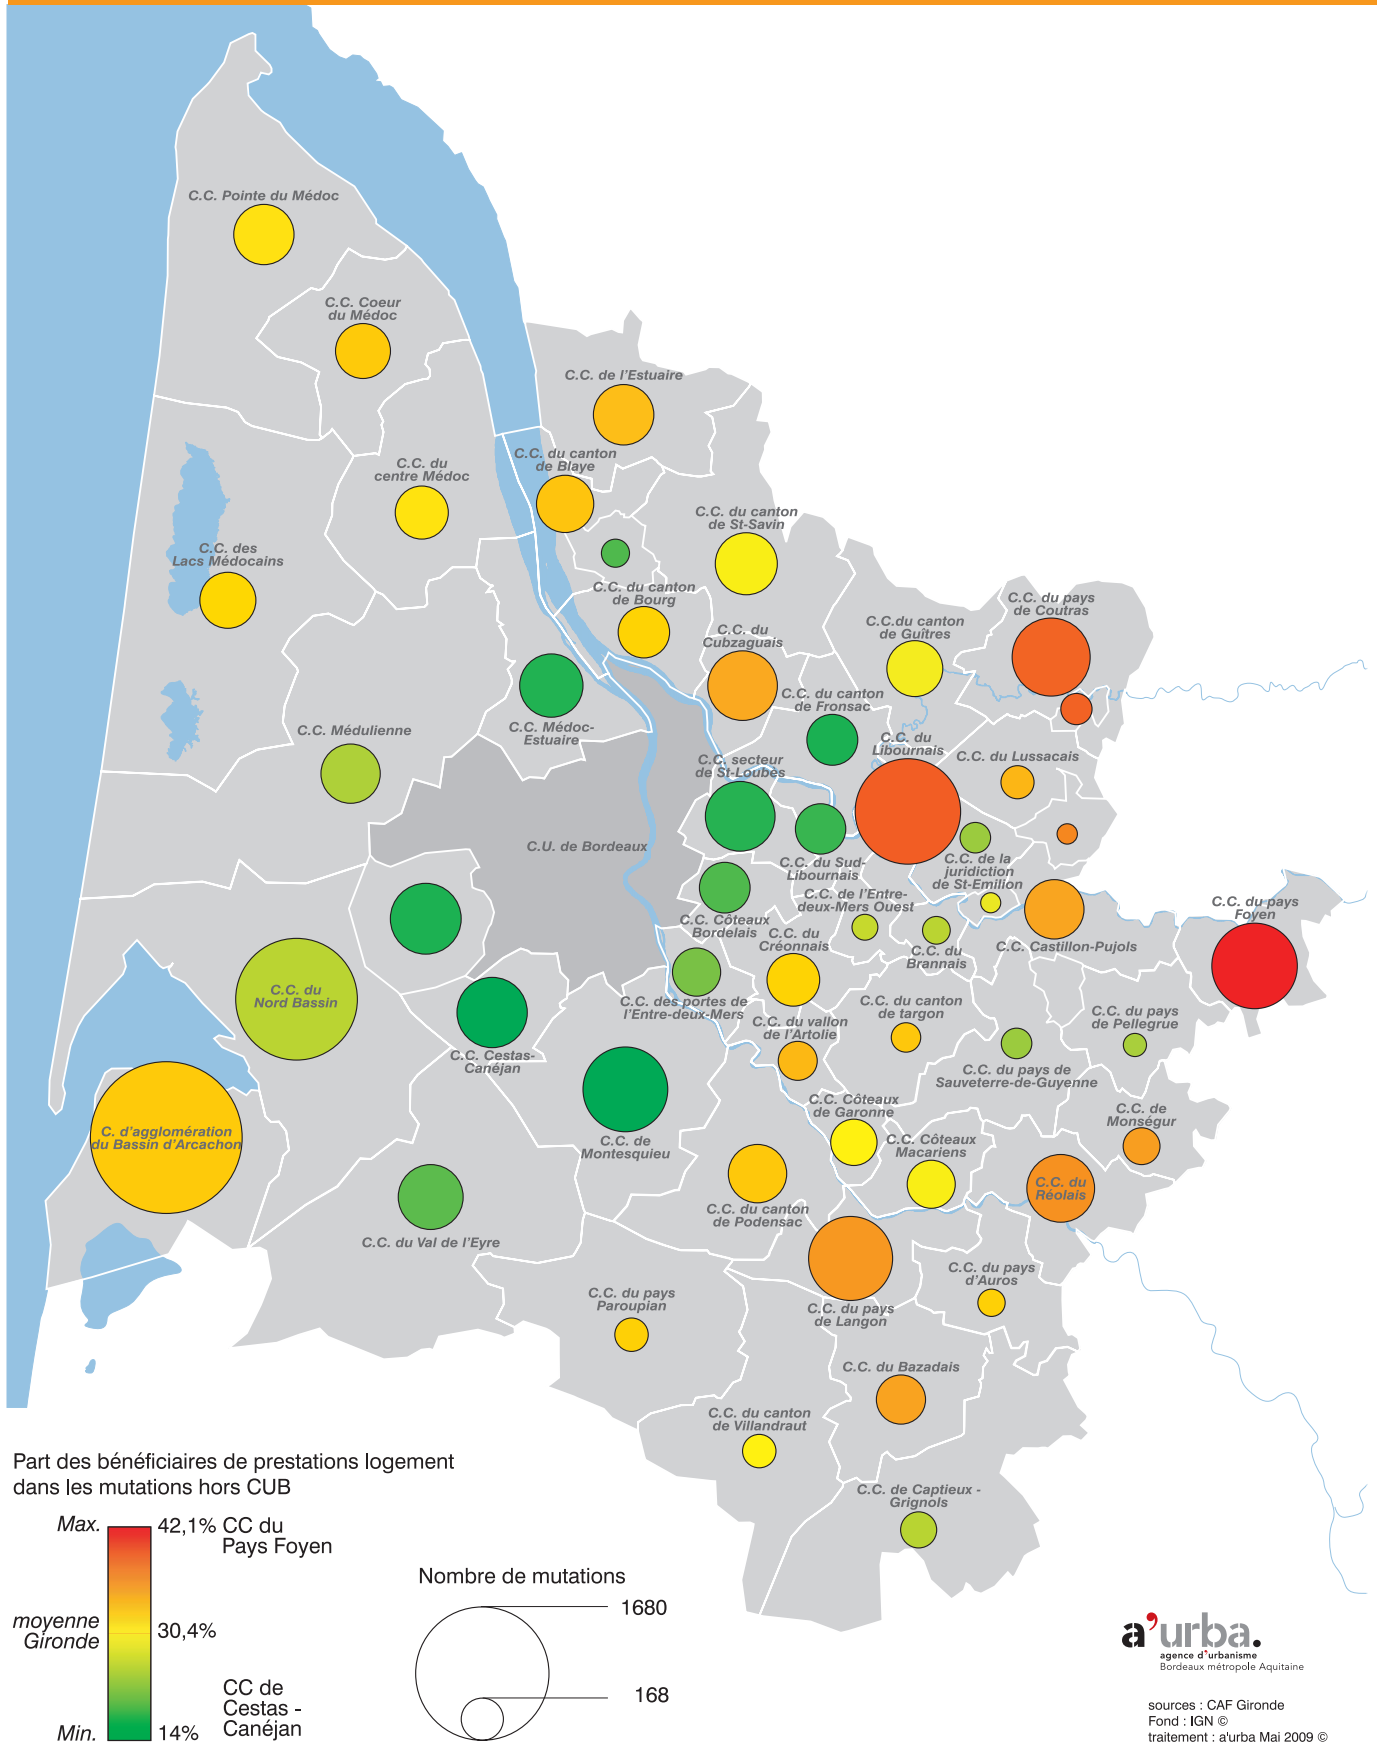 C.C. Pointe du Médoc
C.C. Coeur
du Médoc
C.C. de l'Estuaire
C.C. du canton
de Blaye
C.C. du
centre Médoc
C.C. du canton
de St-Savin
C.C. des
Lacs Médocains
C.C. du canton
de Bourg
C.C. du pays
de Coutras
C.C.du canton
de Guîtres
C.C. du
Cubzaguais
C.C. du canton
de Fronsac
C.C. Médoc-
Estuaire
C.C. Médulienne
C.C. du
Libournais
C.C. du Lussacais
C.C. secteur
de St-Loubès
C.U. de Bordeaux
C.C. du Sud-
Libournais
C.C. de la
juridiction
de St-Emilion
C.C. de l'Entre-
deux-Mers Ouest
C.C. du pays
Foyen
C.C. Côteaux
Bordelais
C.C. du
Créonnais
C.C. du
Brannais
C.C. Castillon-Pujols
C.C. du
Nord Bassin
C.C. des portes de
l'Entre-deux-Mers
C.C. du canton
de targon
C.C. du vallon
de l'Artolie
C.C. du pays
de Pellegrue
C.C. Cestas-
Canéjan
C.C. du pays de
Sauveterre-de-Guyenne
C.C. Côteaux
de Garonne
C.C. de
Monségur
C. d'agglomération
du Bassin d'Arcachon
C.C. de
Montesquieu
C.C. Côteaux
Macariens
C.C. du
Réolais
C.C. du canton
de Podensac
C.C. du Val de l'Eyre
C.C. du pays
d'Auros
C.C. du pays
Paroupian
C.C. du pays
de Langon
C.C. du Bazadais
C.C. du canton
de Villandraut
C.C. de Captieux -
Grignols
Part des bénéficiaires de prestations logement
dans les mutations hors CUB
Max.
42,1% CC du
Pays Foyen
moyenne
Gironde
30,4%
CC de
Cestas -
Canéjan
Min.
14%
Nombre de mutations
1680
168
a'urba.
agence d'urbanisme
Bordeaux métropole Aquitaine
sources : CAF Gironde
Fond : IGN ©
traitement : a'urba Mai 2009 ©